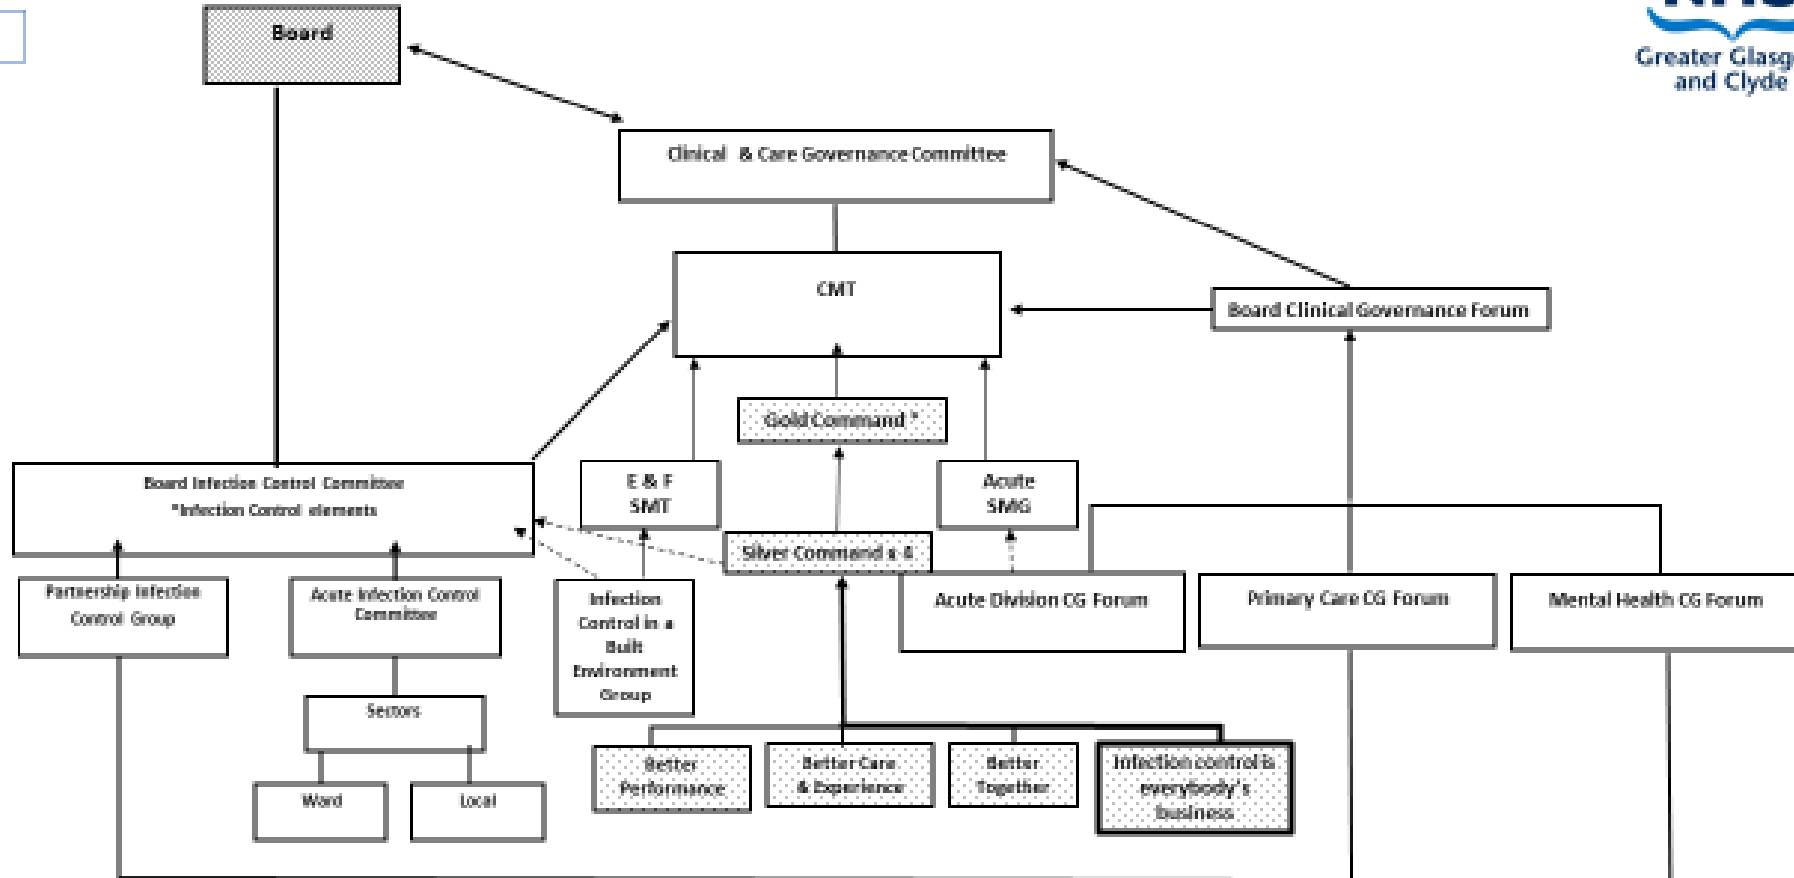 Board
Greater Glasg
and Clyde
Clinical & Care Governance Committee
CMT
Board Clinical Governance Forum
Gold Command *
Board Infection Control Committee
*Infection Control elements
E & F
SMT
Acute
SMG
Silver Command x 4
Partnership Infection
Control Group
Acute Infection Control
Committee
Infection
Control in a
Built
Environment
Group
Acute Division CG Forum
Primary Care CG Forum
Mental Health CG Forum
Sectors
Ward
Local
Better
Performance
Better Care
& Experience
Better
Together
Infection control is
everybody's
business